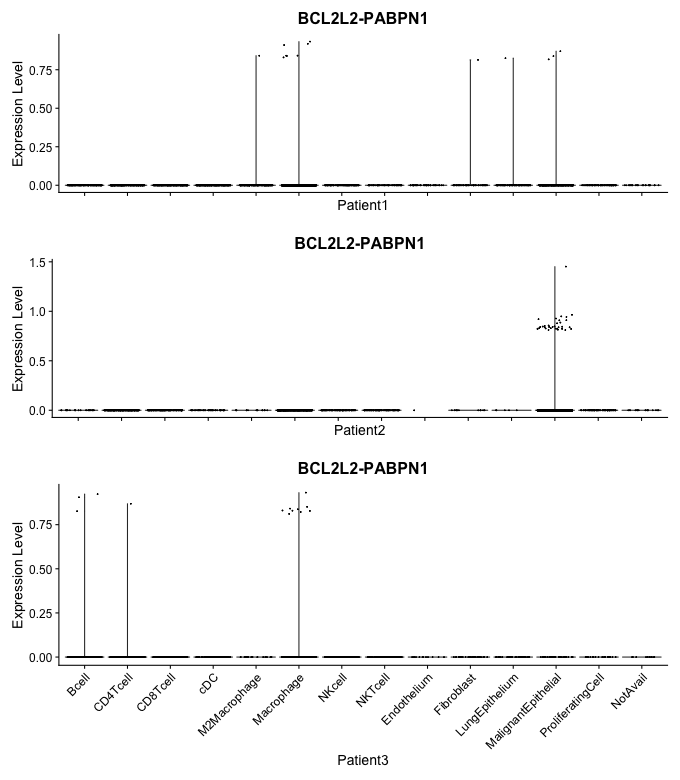 BCL2L2-PABPN1
Expression Level
0.75
0.50
0.25
0.00
Patient1
BCL2L2-PABPN1
Expression Level
1.5
1.0
0.5
0.0
Patient2
BCL2L2-PABPN1
Expression Level
0.75
0.50
0.25
0.00
Bcell
CD4Tcell
CD8Tcell
cDC
M2Macrophage
Macrophage
NKcell
NKTcell
Endothelium
Fibroblast
LungEpithelium
MalignantEpithelial
ProliferatingCell
NotAvail
Patient3